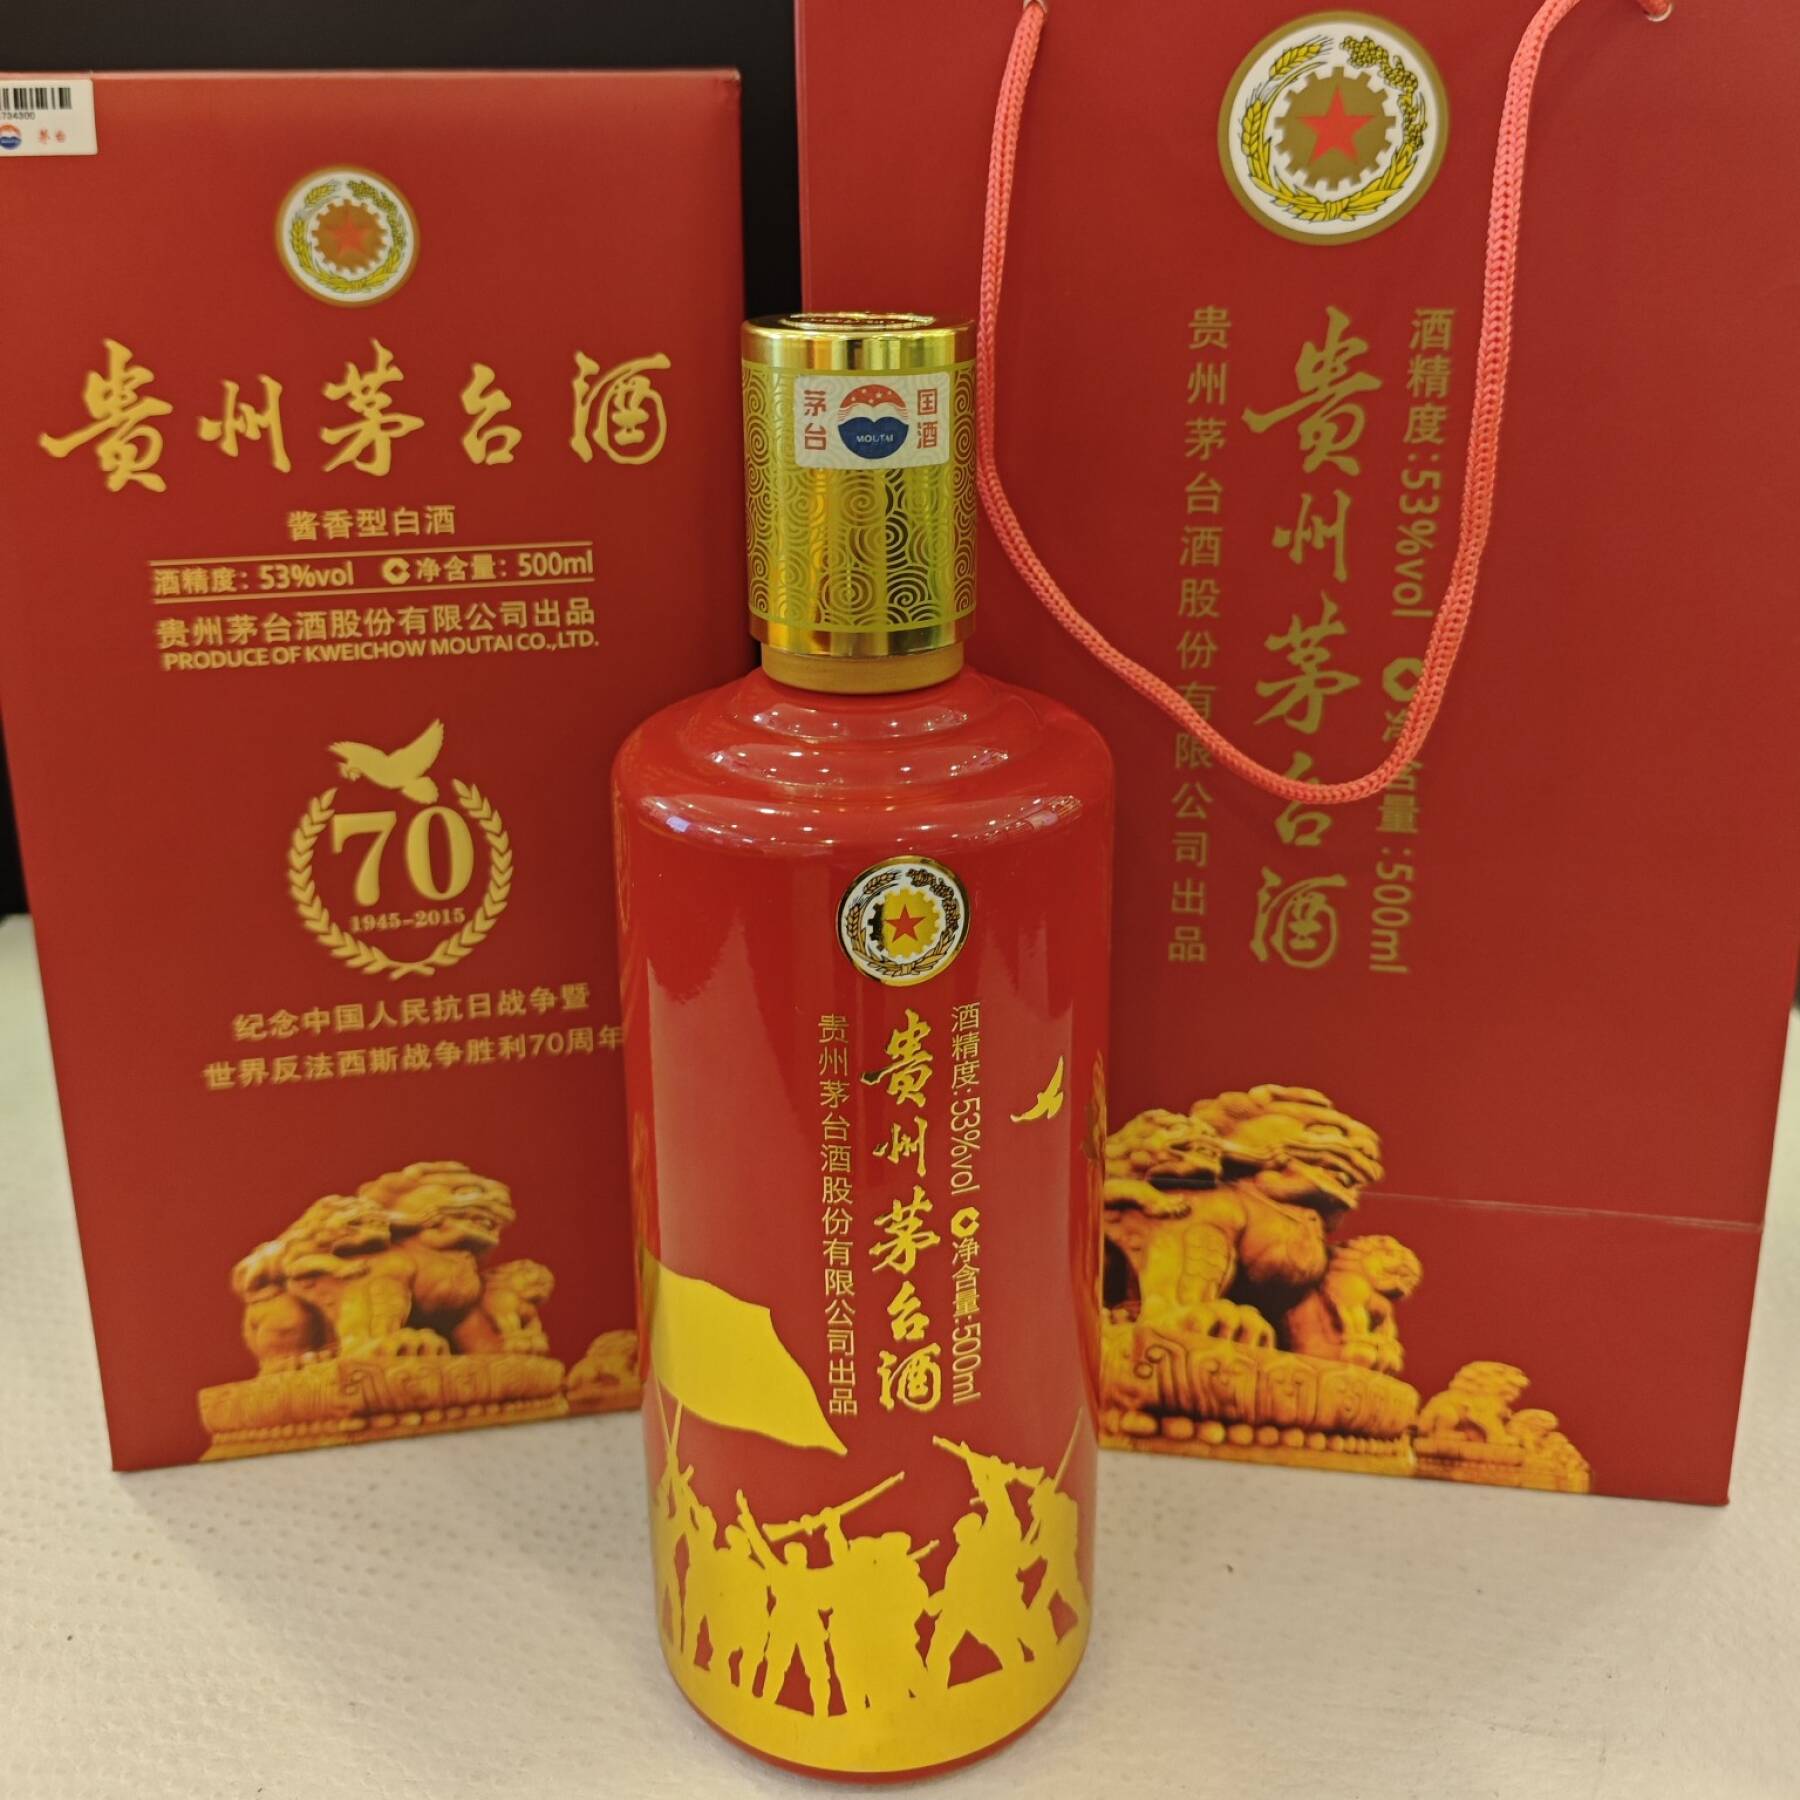 734300
MOUTAI 茅台
贵州茅台酒
酱香型白酒
酒精度：53%vol 净含量：500ml
贵州茅台酒股份有限公司出品
PRODUCE OF KWEICHOW MOUTAI CO.,LTD.
70
1945-2015
纪念中国人民抗日战争暨
世界反法西斯战争胜利70周年
国酒
茅台
MOUTAI
酒精度:53%vol 净含量:500ml
贵州茅台酒
贵州茅台酒股份有限公司出品
酒精度:53%vol 净含量:500ml
贵州茅台酒
贵州茅台酒股份有限公司出品